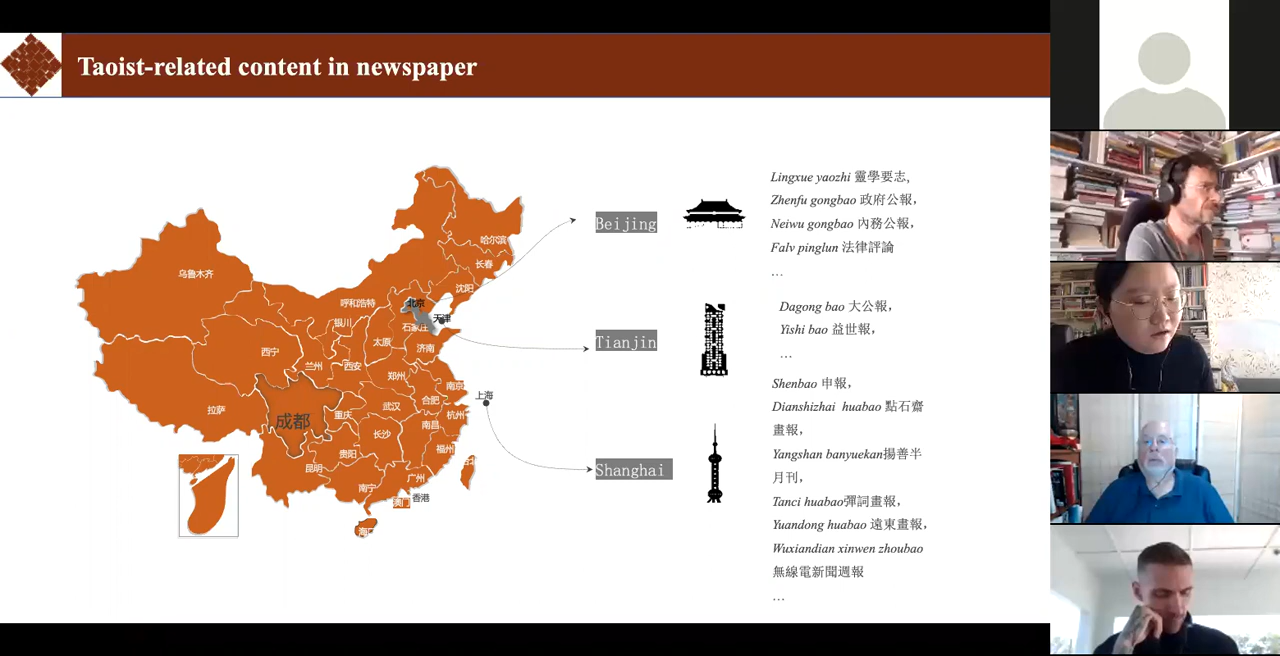 Taoist-related content in newspaper
哈尔滨
长春
乌鲁木齐
沈阳
呼和浩特
北京
天津
银川
石家庄
太原
济南
西宁
兰州
西安
郑州
南京
上海
拉萨
成都
重庆
武汉
合肥
杭州
南昌
长沙
贵阳
福州
台北
昆明
广州
南宁
香港
澳门
海口
Beijing
Lingxue yaozhi 靈學要志,
Zhenfu gongbao 政府公報,
Neiwu gongbao 內務公報,
Falv pinglun 法律評論
…
Tianjin
Dagong bao 大公報,
Yishi bao 益世報,
…
Shanghai
Shenbao 申報,
Dianshizhai huabao 點石齋
畫報,
Yangshan banyuekan揚善半
月刊,
Tanci huabao彈詞畫報,
Yuandong huabao 遠東畫報,
Wuxiandian xinwen zhoubao
無線電新聞週報
…